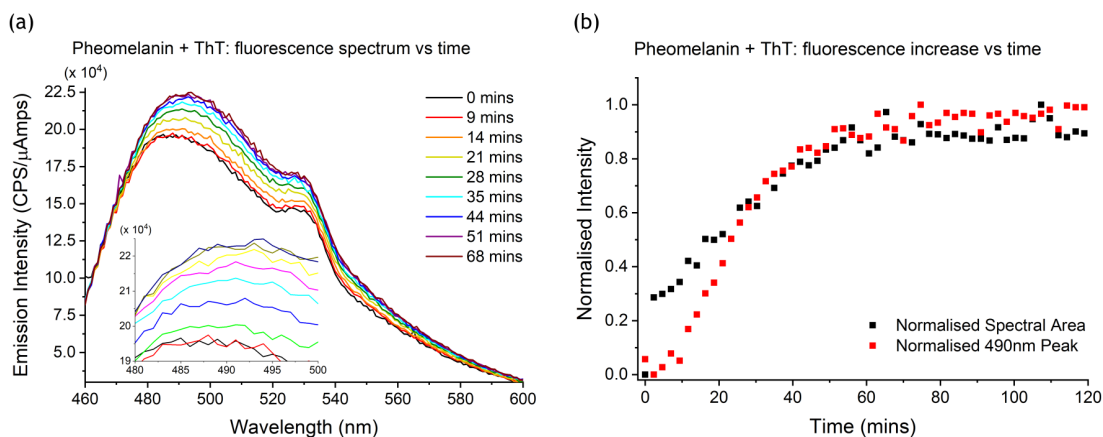 (a)
Pheomelanin + ThT: fluorescence spectrum vs time
(x 10⁴)
22.5
20.0
17.5
15.0
12.5
10.0
7.5
5.0
Emission Intensity (CPS/μAmps)
460 480 500 520 540 560 580 600
Wavelength (nm)
0 mins
9 mins
14 mins
21 mins
28 mins
35 mins
44 mins
51 mins
68 mins
(x 10⁴)
22
21
20
19
480 485 490 495 500
(b)
Pheomelanin + ThT: fluorescence increase vs time
1.0
0.8
0.6
0.4
0.2
0.0
Normalised Intensity
0 20 40 60 80 100 120
Time (mins)
Normalised Spectral Area
Normalised 490nm Peak